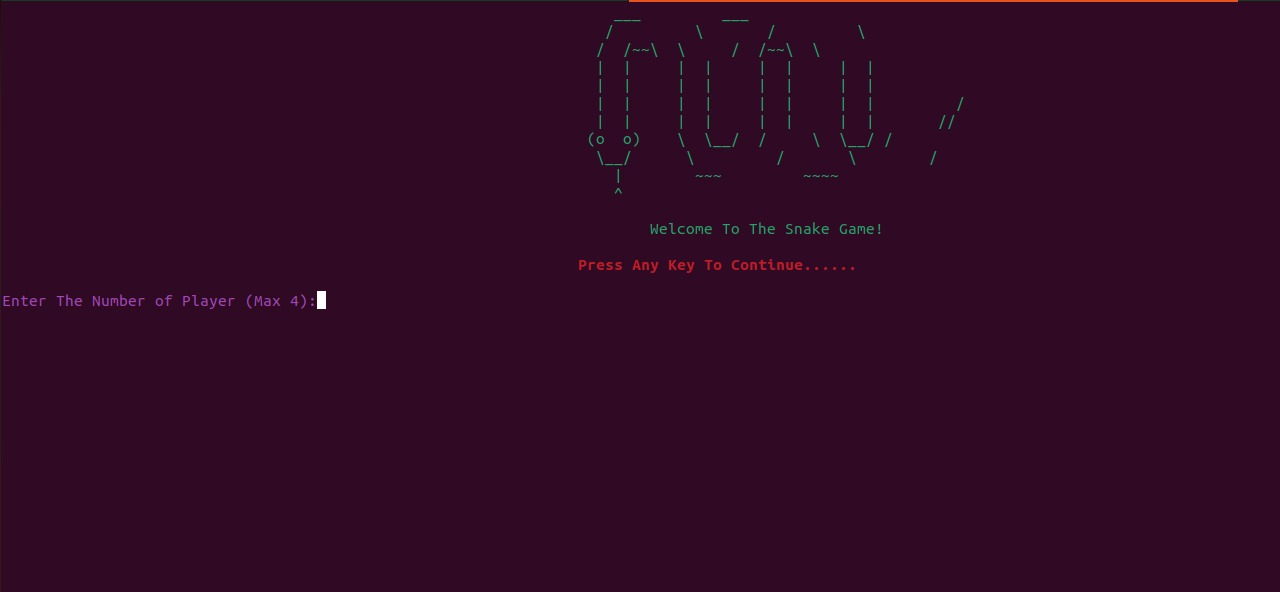 Welcome To The Snake Game!
Press Any Key To Continue......
Enter The Number of Player (Max 4):